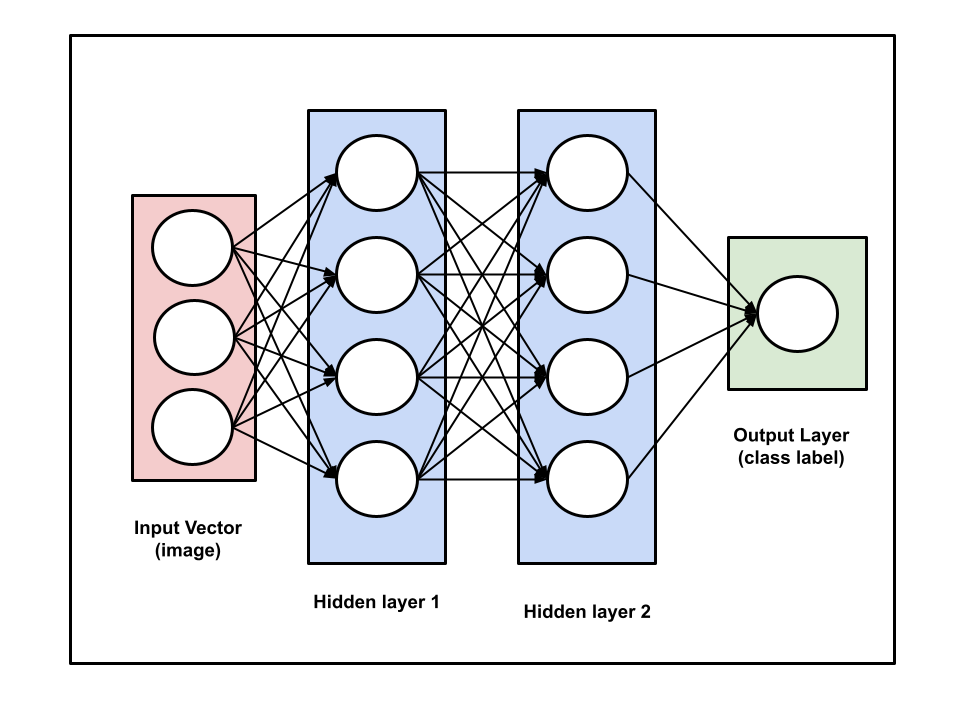 Input Vector
(image)
Hidden layer 1
Hidden layer 2
Output Layer
(class label)